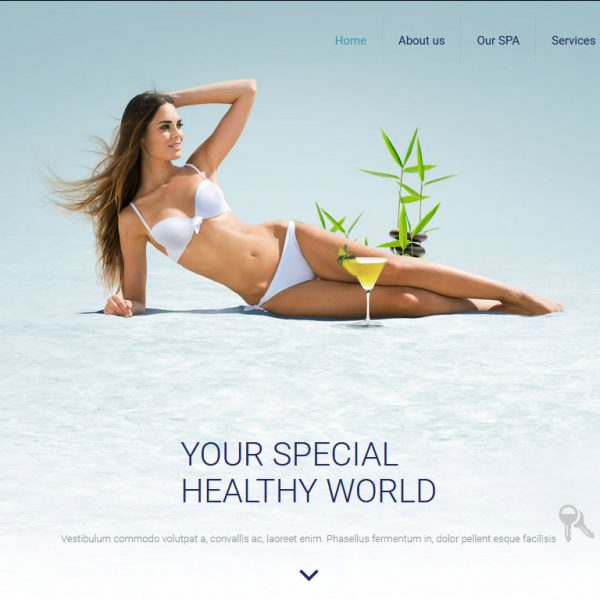 Home About us Our SPA Services
YOUR SPECIAL
HEALTHY WORLD
Vestibulum commodo volutpat a, convallis ac, laoreet enim. Phasellus fermentum in, dolor pellent esque facilisis